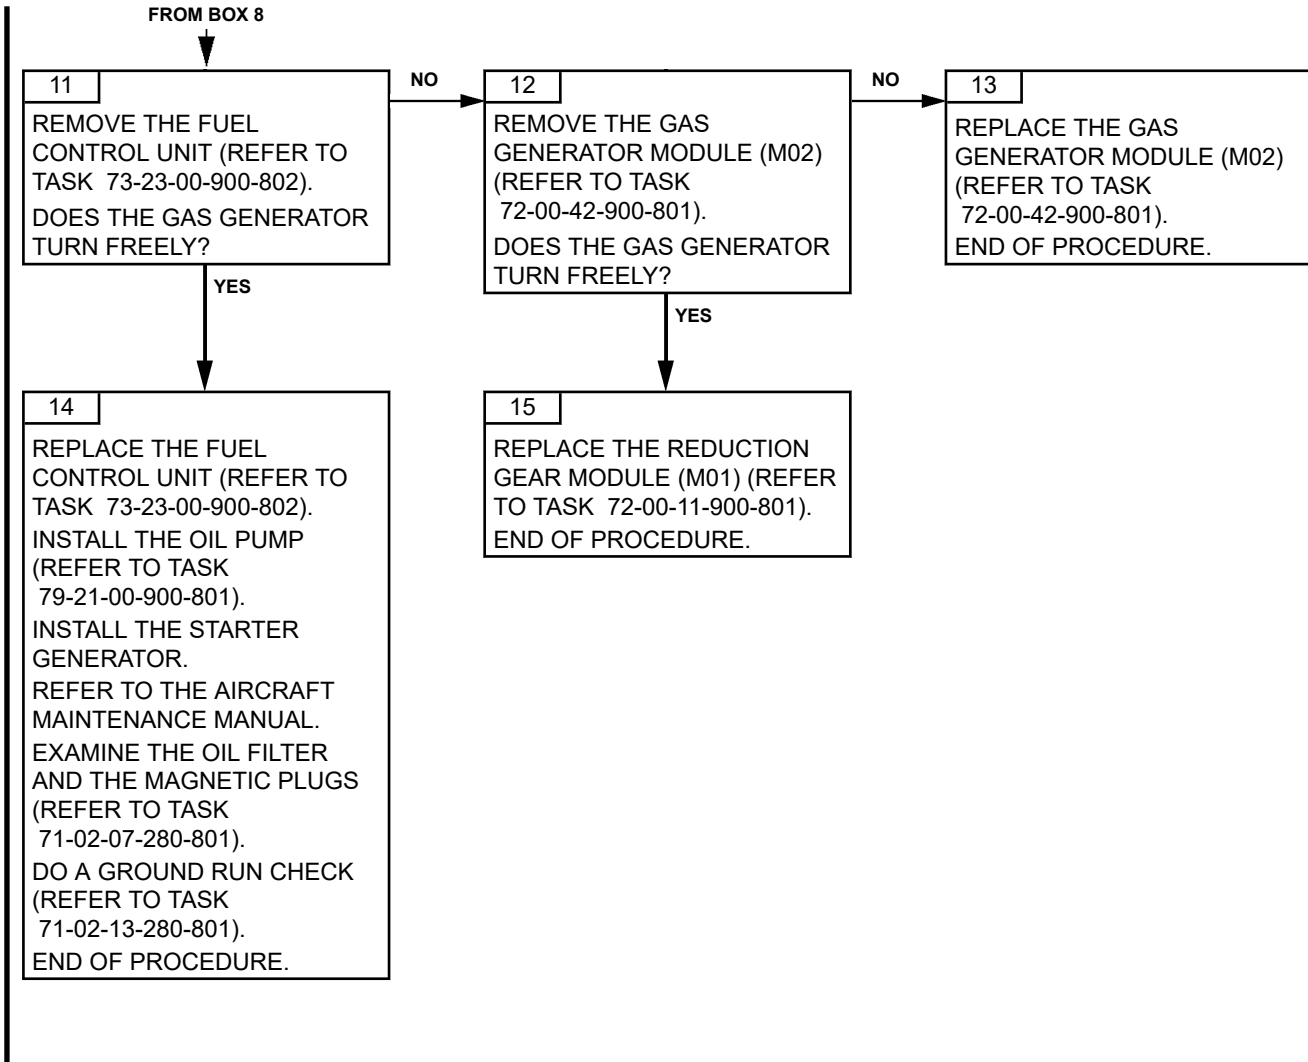 FROM BOX 8
11
REMOVE THE FUEL
CONTROL UNIT (REFER TO
TASK 73-23-00-900-802).
DOES THE GAS GENERATOR
TURN FREELY?
NO
12
REMOVE THE GAS
GENERATOR MODULE (M02)
(REFER TO TASK
72-00-42-900-801).
DOES THE GAS GENERATOR
TURN FREELY?
NO
13
REPLACE THE GAS
GENERATOR MODULE (M02)
(REFER TO TASK
72-00-42-900-801).
END OF PROCEDURE.
YES
YES
14
REPLACE THE FUEL
CONTROL UNIT (REFER TO
TASK 73-23-00-900-802).
INSTALL THE OIL PUMP
(REFER TO TASK
79-21-00-900-801).
INSTALL THE STARTER
GENERATOR.
REFER TO THE AIRCRAFT
MAINTENANCE MANUAL.
EXAMINE THE OIL FILTER
AND THE MAGNETIC PLUGS
(REFER TO TASK
71-02-07-280-801).
DO A GROUND RUN CHECK
(REFER TO TASK
71-02-13-280-801).
END OF PROCEDURE.
15
REPLACE THE REDUCTION
GEAR MODULE (M01) (REFER
TO TASK 72-00-11-900-801).
END OF PROCEDURE.